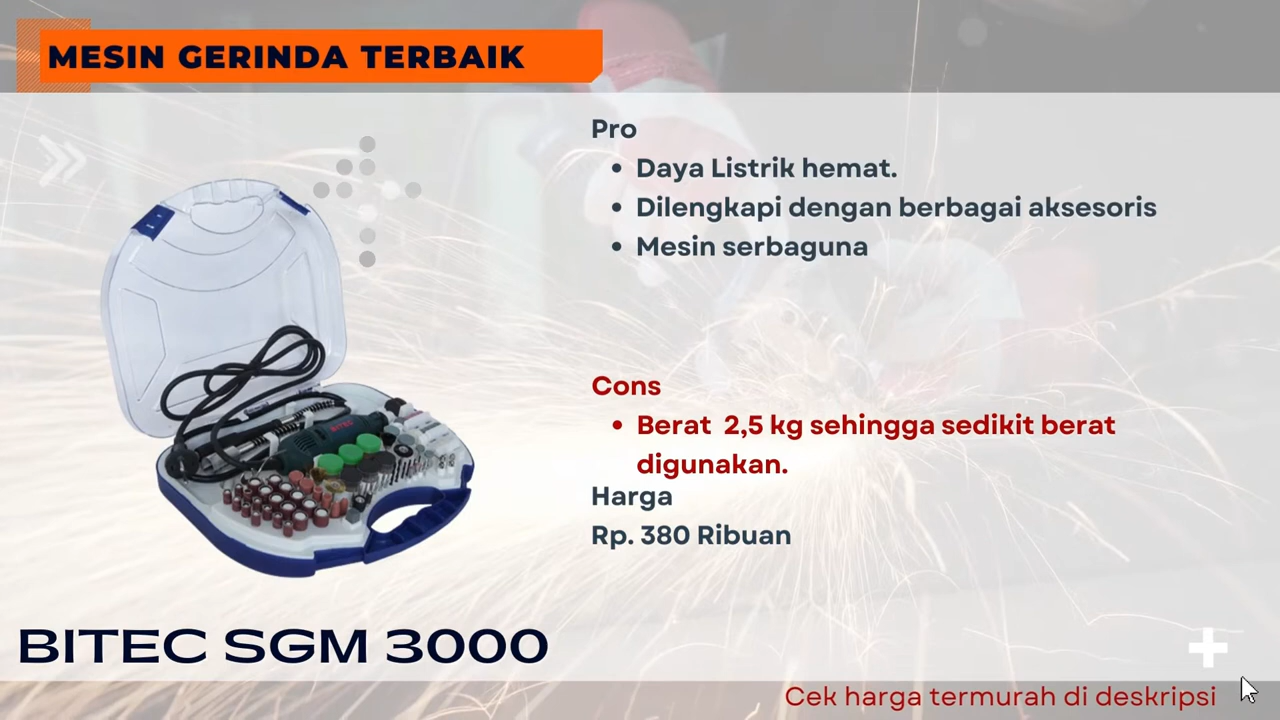 MESIN GERINDA TERBAIK
Pro
• Daya Listrik hemat.
• Dilengkapi dengan berbagai aksesoris
• Mesin serbaguna
Cons
• Berat 2,5 kg sehingga sedikit berat
digunakan.
Harga
Rp. 380 Ribuan
BITEC
BITEC SGM 3000
Cek harga termurah di deskripsi